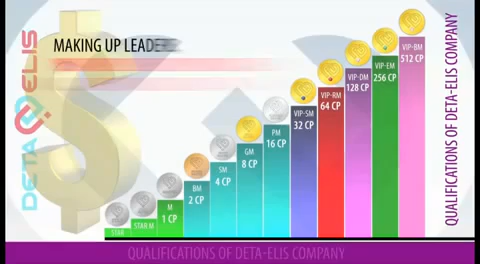 MAKING UP LEADE
DETA ELIS
STAR
STAR M
M
1 CP
BM
2 CP
SM
4 CP
GM
8 CP
PM
16 CP
VIP-SM
32 CP
VIP-RM
64 CP
VIP-DM
128 CP
VIP-EM
256 CP
VIP-BM
512 CP
QUALIFICATIONS OF DETA-ELIS COMPANY
QUALIFICATIONS OF DETA-ELIS COMPANY